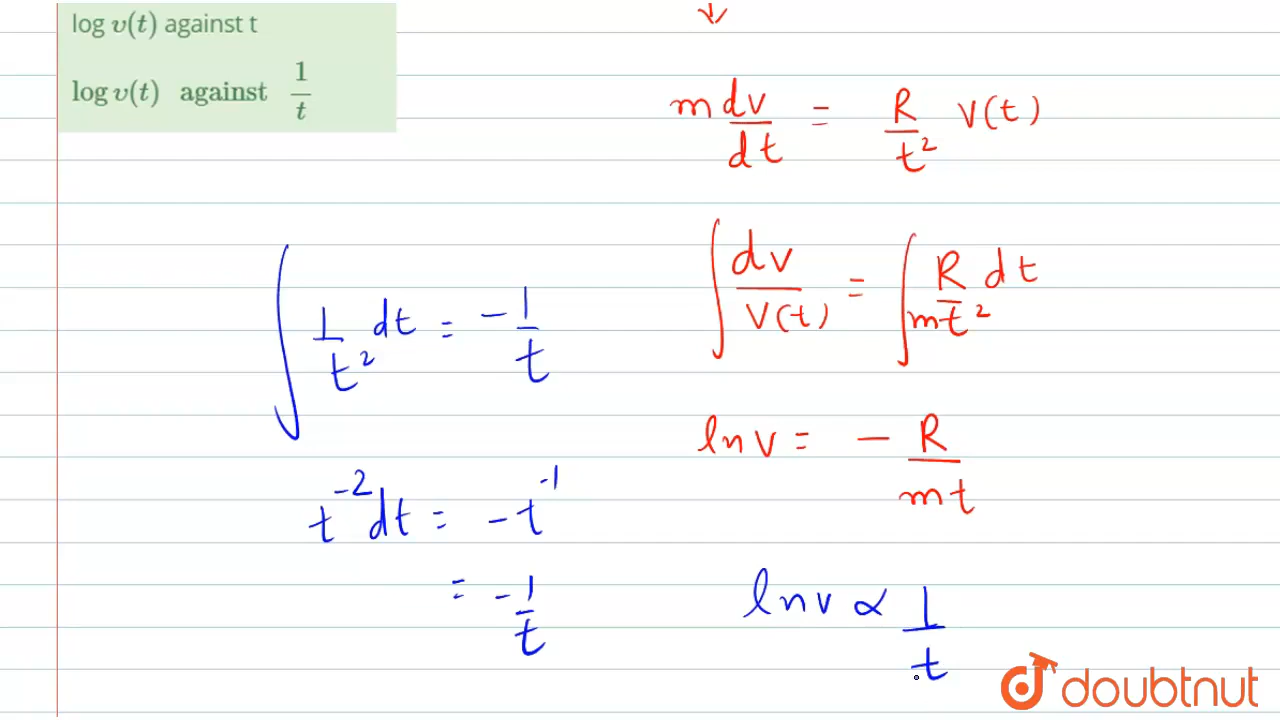 log v(t) against t
log v(t) against 1/t
m dv/dt = R/t² v(t)
∫ dv/v(t) = ∫ R/mt² dt
ln v = - R/mt
ln v ∝ 1/t
∫ 1/t² dt = -1/t
t⁻² dt = - t⁻¹
= -1/t
doubtnut